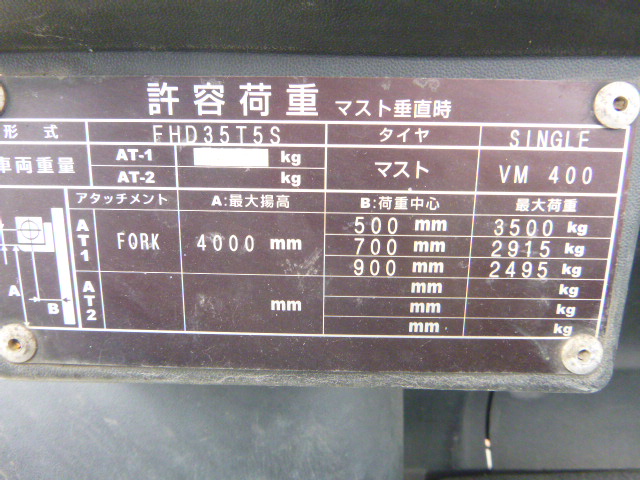 許容荷重 マスト垂直時
形式 FHD35T5S タイヤ SINGLE
車両重量 AT-1 kg マスト VM 400
AT-2 kg
アタッチメント A:最大揚高 B:荷重中心 最大荷重
AT1 FORK 4000 mm 500 mm 3500 kg
700 mm 2915 kg
900 mm 2495 kg
AT2 mm mm kg
mm kg
mm kg
A
B